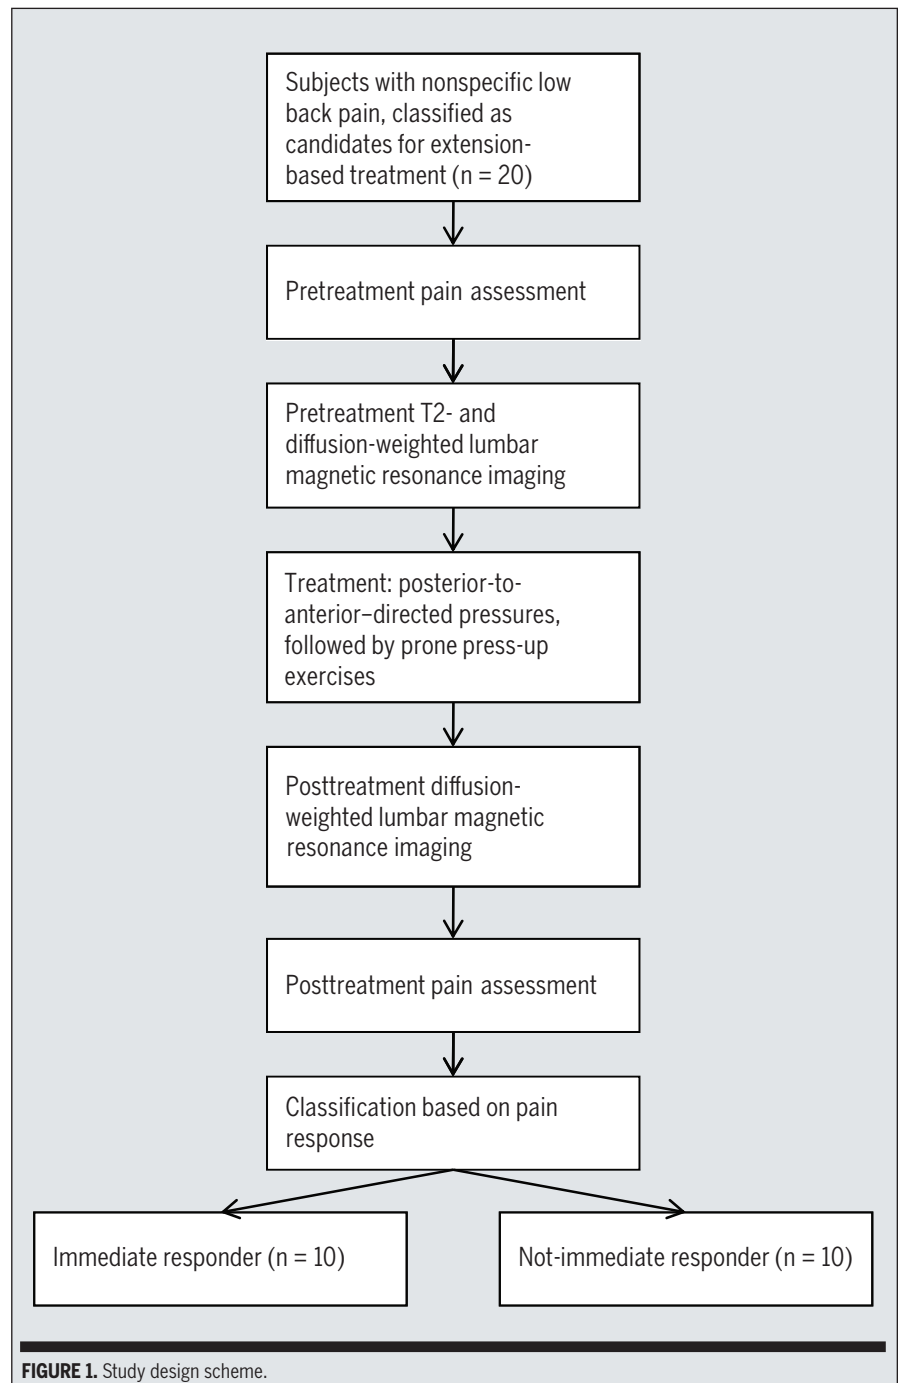 Subjects with nonspecific low
back pain, classified as
candidates for extension-
based treatment (n = 20)
Pretreatment pain assessment
Pretreatment T2- and
diffusion-weighted lumbar
magnetic resonance imaging
Treatment: posterior-to-
anterior–directed pressures,
followed by prone press-up
exercises
Posttreatment diffusion-
weighted lumbar magnetic
resonance imaging
Posttreatment pain assessment
Classification based on pain
response
Immediate responder (n = 10)
Not-immediate responder (n = 10)
FIGURE 1. Study design scheme.